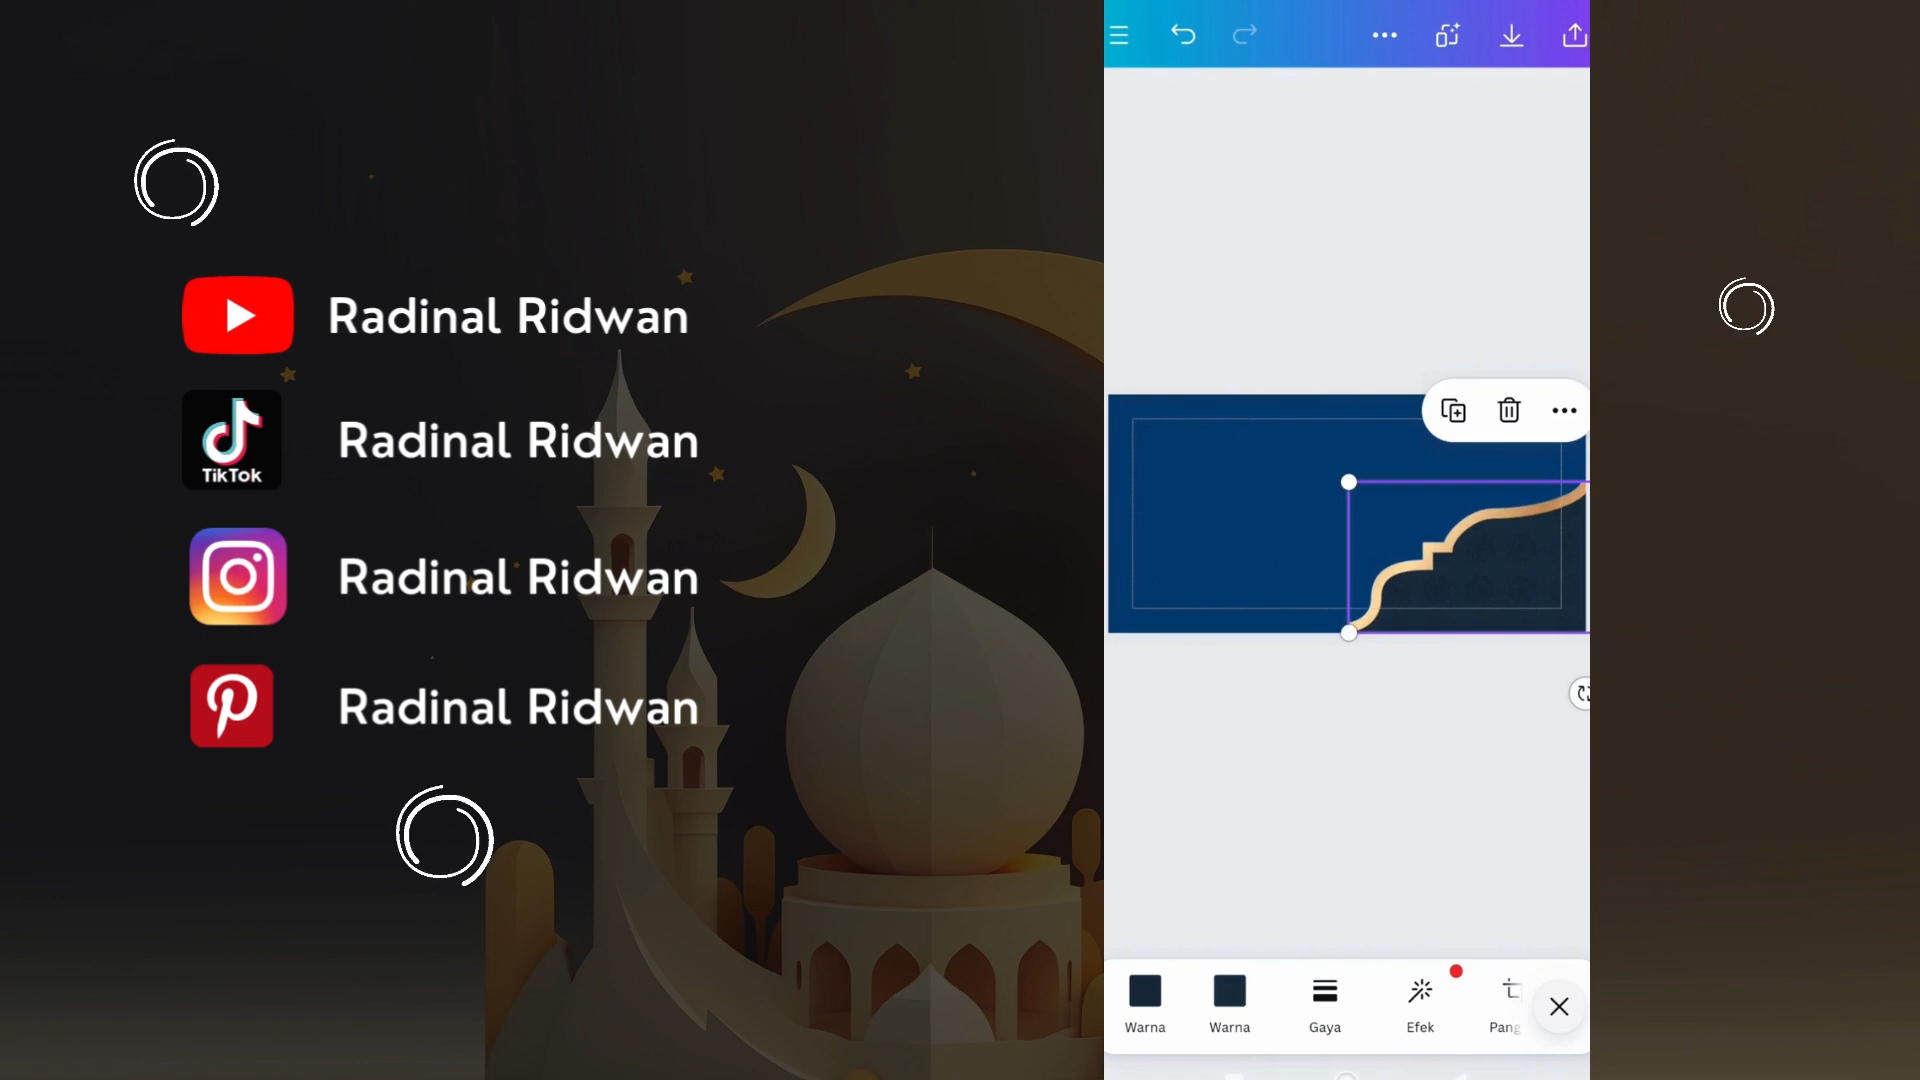 Radinal Ridwan
TikTok
Radinal Ridwan
Radinal Ridwan
Radinal Ridwan
Warna
Warna
Gaya
Efek
Pang